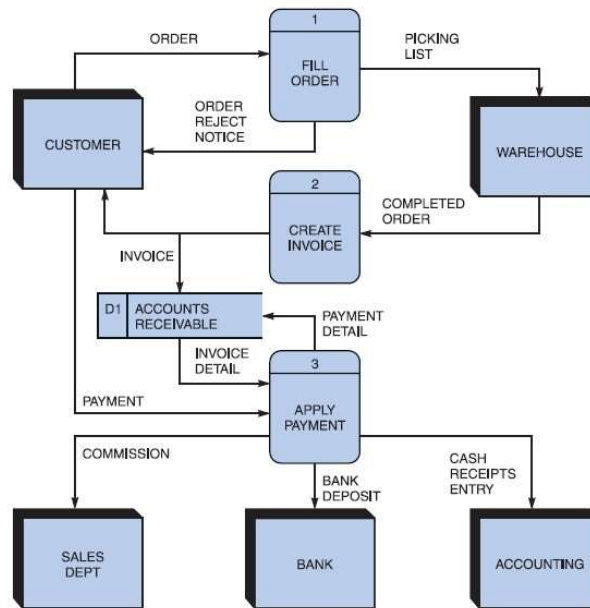 1
ORDER
FILL
ORDER
PICKING
LIST
ORDER
REJECT
NOTICE
CUSTOMER
WAREHOUSE
2
CREATE
INVOICE
COMPLETED
ORDER
INVOICE
D1
ACCOUNTS
RECEIVABLE
PAYMENT
DETAIL
INVOICE
DETAIL
3
APPLY
PAYMENT
PAYMENT
COMMISSION
BANK
DEPOSIT
CASH
RECEIPTS
ENTRY
SALES
DEPT
BANK
ACCOUNTING